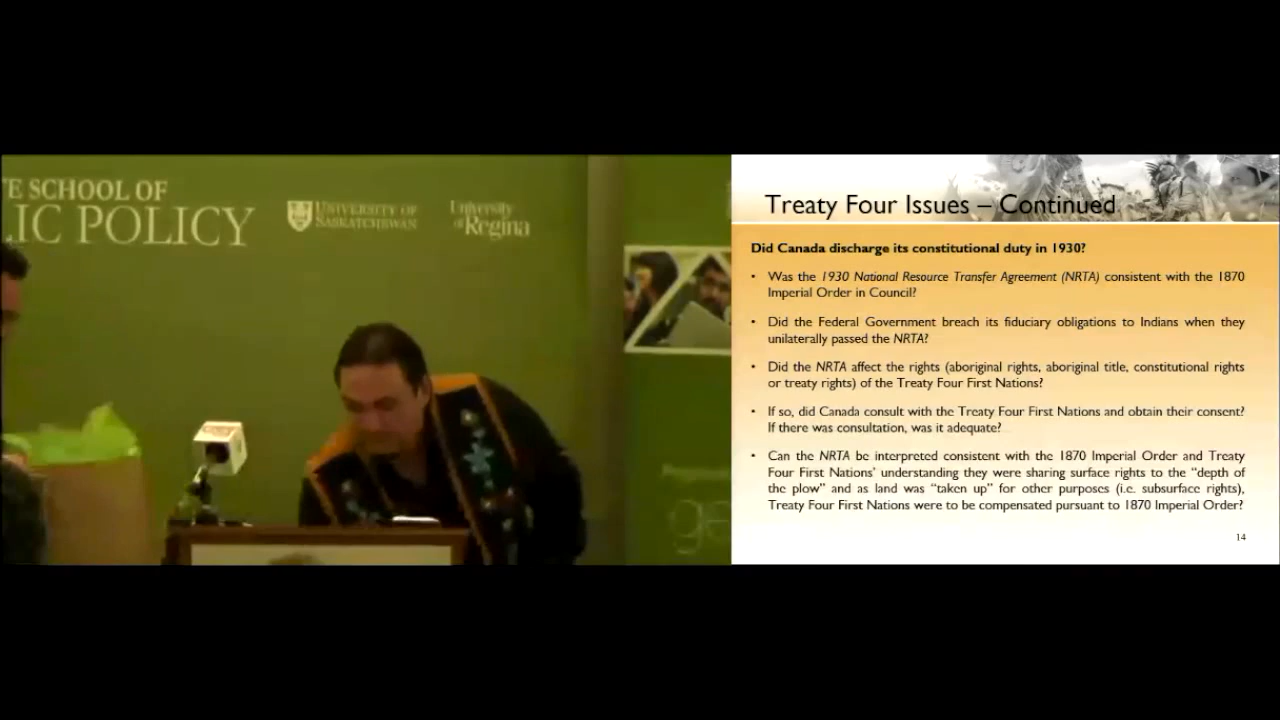 E SCHOOL OF
LIC POLICY
UNIVERSITY OF
SASKATCHEWAN
University
of Regina
Treaty Four Issues – Continued
Did Canada discharge its constitutional duty in 1930?
• Was the 1930 National Resource Transfer Agreement (NRTA) consistent with the 1870
Imperial Order in Council?
• Did the Federal Government breach its fiduciary obligations to Indians when they
unilaterally passed the NRTA?
• Did the NRTA affect the rights (aboriginal rights, aboriginal title, constitutional rights
or treaty rights) of the Treaty Four First Nations?
• If so, did Canada consult with the Treaty Four First Nations and obtain their consent?
If there was consultation, was it adequate?
• Can the NRTA be interpreted consistent with the 1870 Imperial Order and Treaty
Four First Nations’ understanding they were sharing surface rights to the “depth of
the plow” and as land was “taken up” for other purposes (i.e. subsurface rights),
Treaty Four First Nations were to be compensated pursuant to 1870 Imperial Order?
14